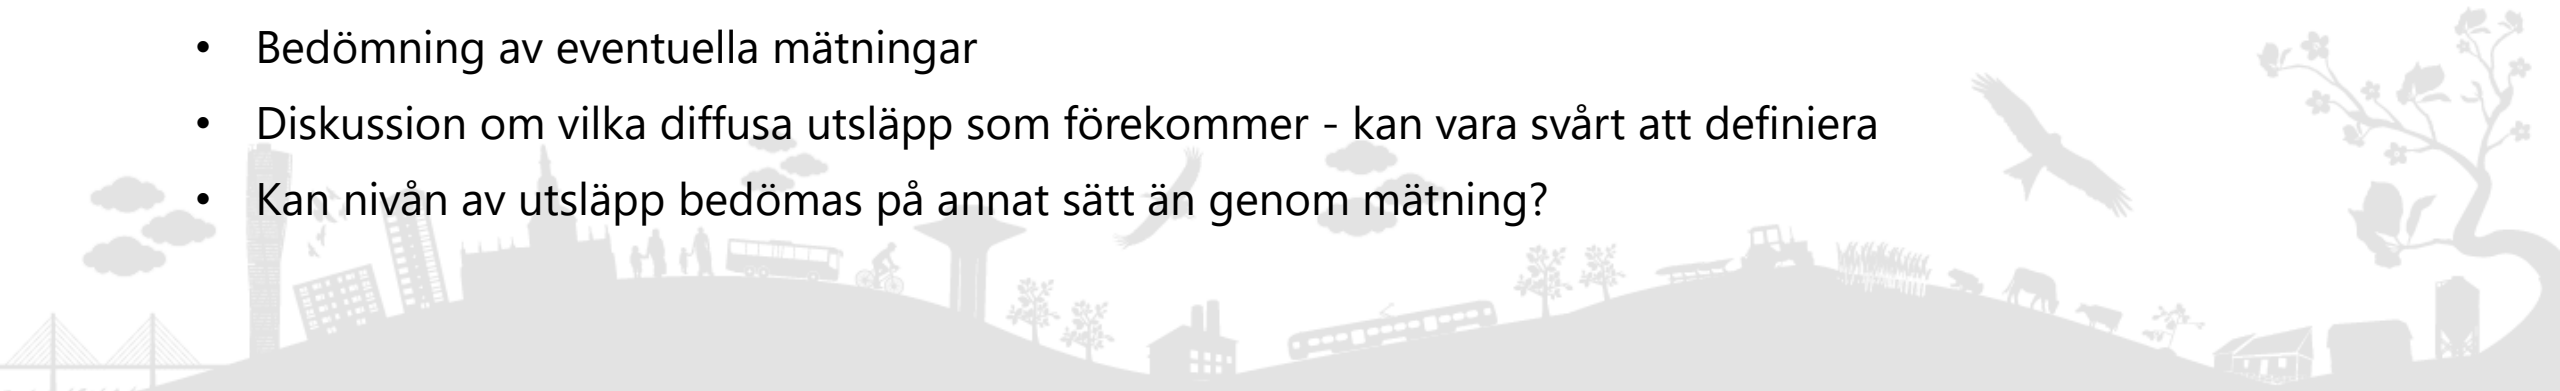 • Bedömning av eventuella mätningar
• Diskussion om vilka diffusa utsläpp som förekommer - kan vara svårt att definiera
• Kan nivån av utsläpp bedömas på annat sätt än genom mätning?